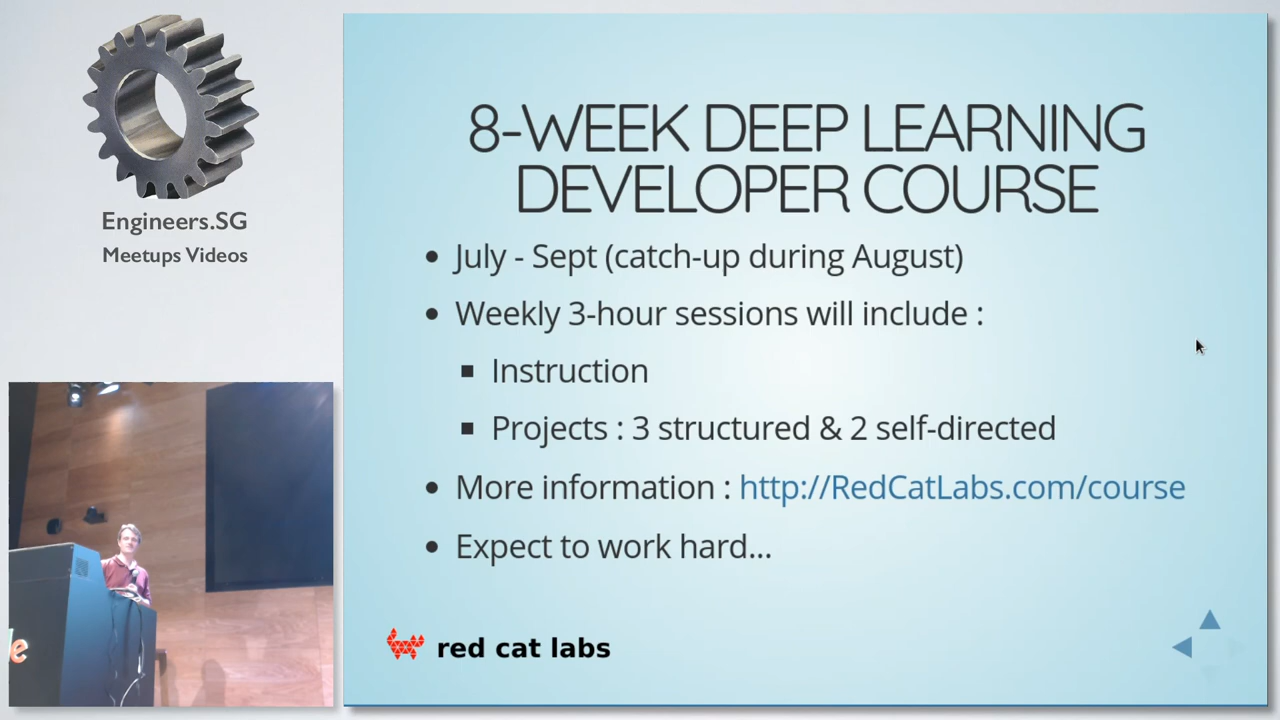 Engineers.SG
Meetups Videos
8-WEEK DEEP LEARNING
DEVELOPER COURSE
• July - Sept (catch-up during August)
• Weekly 3-hour sessions will include :
▪ Instruction
▪ Projects : 3 structured & 2 self-directed
• More information : http://RedCatLabs.com/course
• Expect to work hard...
red cat labs
le